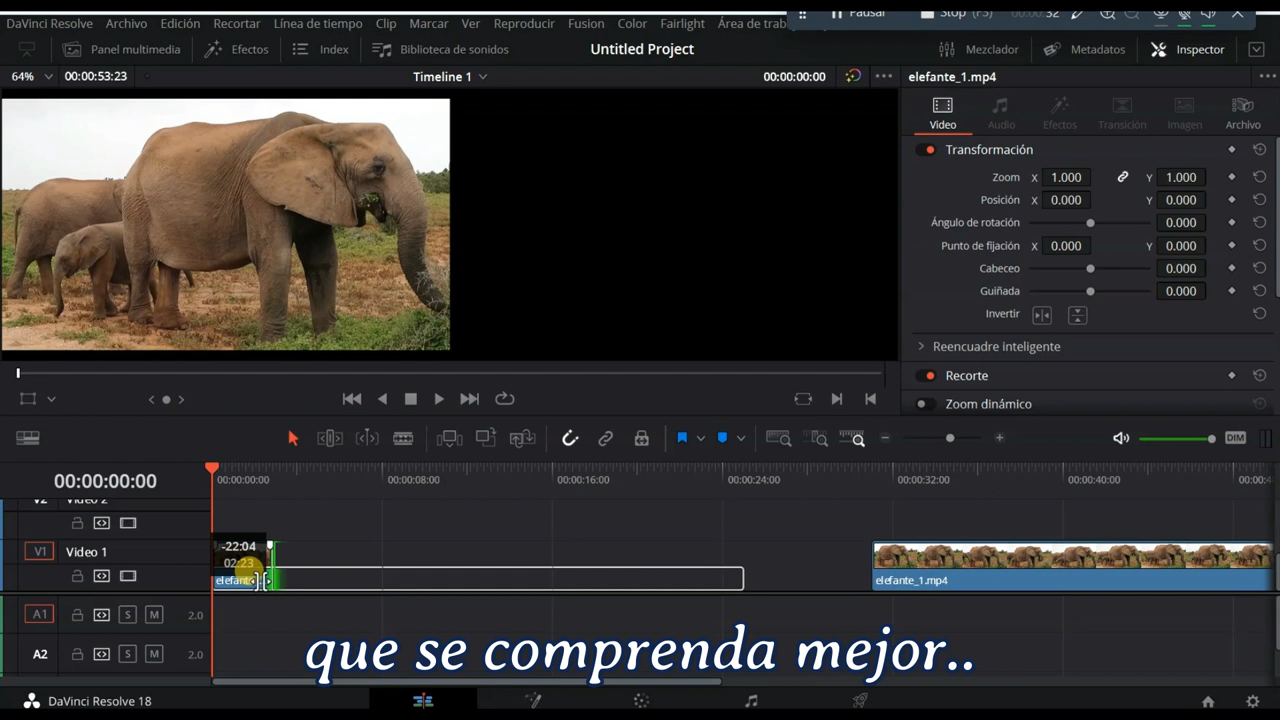 DaVinci Resolve Archivo Edición Recortar Línea de tiempo Clip Marcar Ver Reproducir Fusion Color Fairlight Área de Pausar Stop (F5) 00:00:32
Panel multimedia Efectos Index Biblioteca de sonidos Untitled Project Mezclador Metadatos Inspector
64% 00:00:53:23 Timeline 1 00:00:00:00 elefante_1.mp4
Video Audio Efectos Transición Imagen Archivo
Transformación
Zoom X 1.000 Y 1.000
Posición X 0.000 Y 0.000
Ángulo de rotación 0.000
Punto de fijación X 0.000 Y 0.000
Cabeceo 0.000
Guiñada 0.000
Invertir
Reencuadre inteligente
Recorte
Zoom dinámico
DIM
00:00:00:00 00:00:00:00 00:00:08:00 00:00:16:00 00:00:24:00 00:00:32:00 00:00:40:00
V2 Video 2
V1 Video 1
-22:04
02:23
elefante_1.mp4
A1 S M 2.0
A2 S M 2.0
que se comprenda mejor..
DaVinci Resolve 18